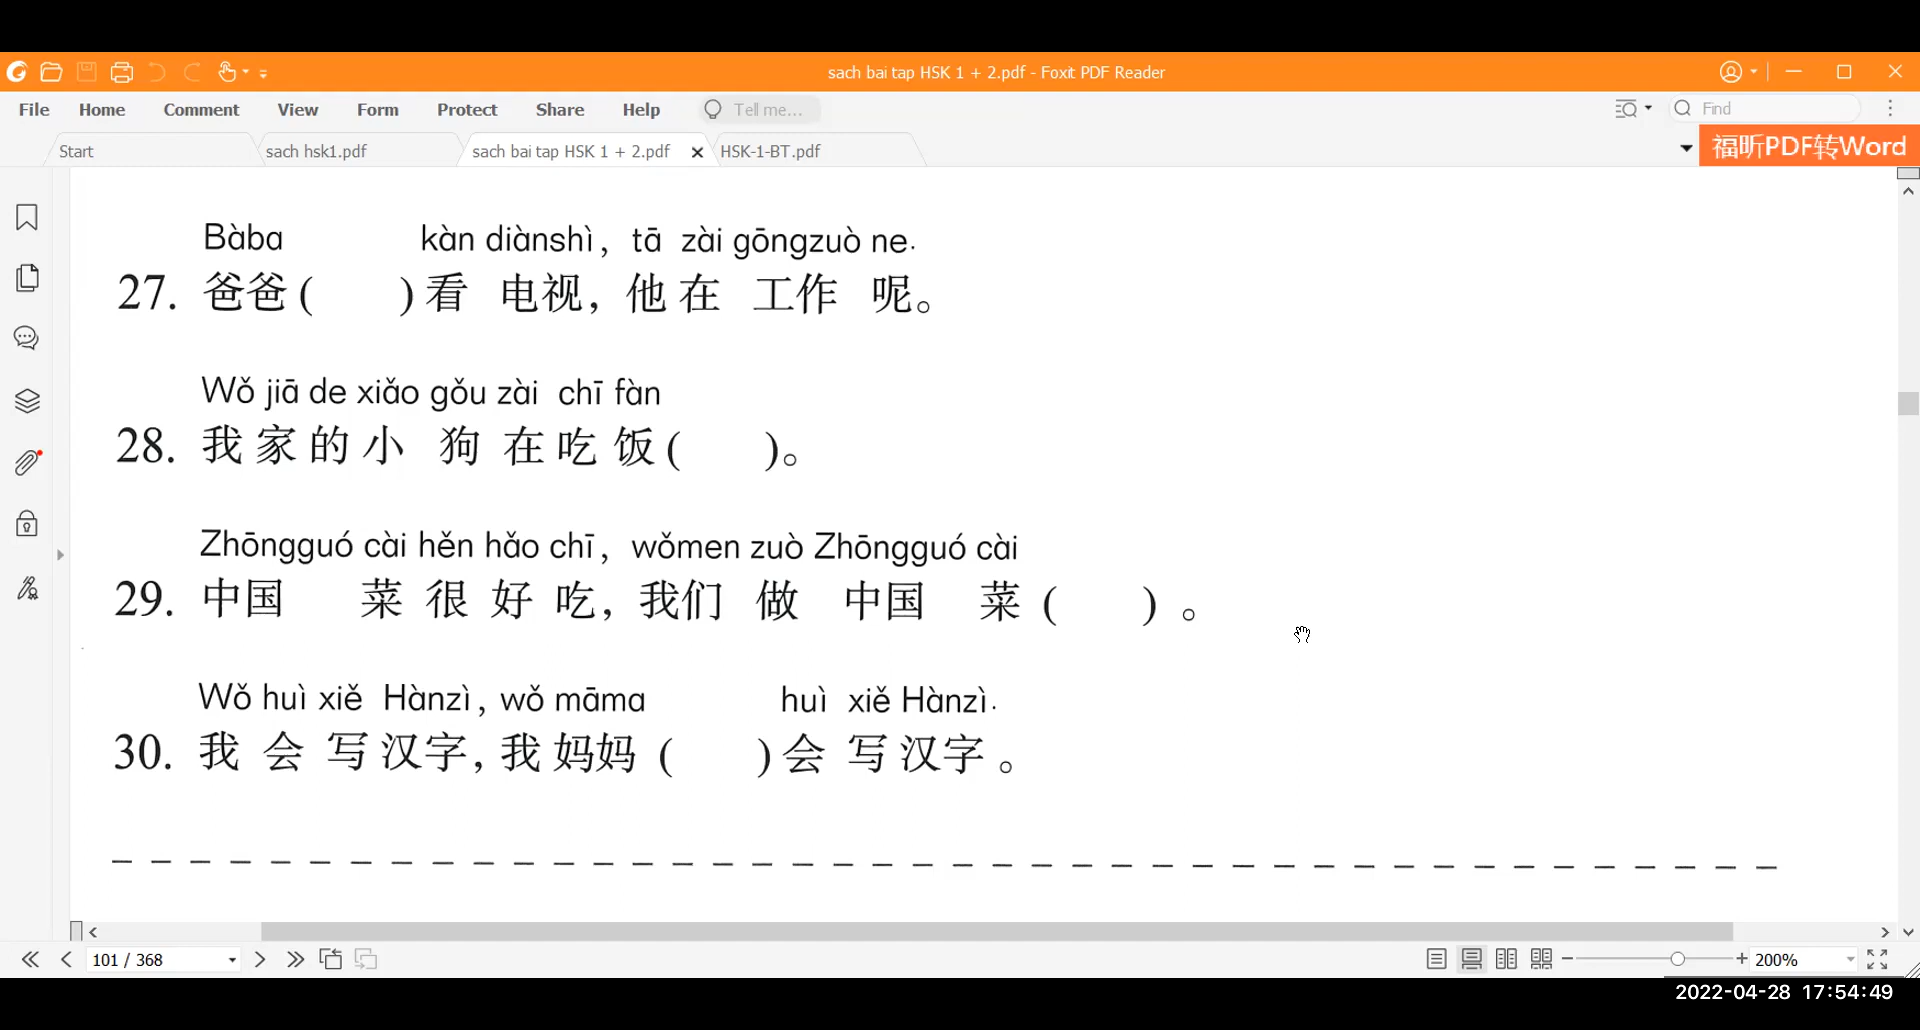 sach bai tap HSK 1 + 2.pdf - Foxit PDF Reader
File Home Comment View Form Protect Share Help Tell me... Find
Start sach hsk1.pdf sach bai tap HSK 1 + 2.pdf HSK-1-BT.pdf 福昕PDF转Word
Bàba kàn diànshì, tā zài gōngzuò ne.
27. 爸爸( )看 电视, 他 在 工作 呢。
Wǒ jiā de xiǎo gǒu zài chī fàn
28. 我 家 的 小 狗 在 吃 饭( )。
Zhōngguó cài hěn hǎo chī, wǒmen zuò Zhōngguó cài
29. 中国 菜 很 好 吃, 我们 做 中国 菜 ( ) 。
Wǒ huì xiě Hànzì, wǒ māma huì xiě Hànzì.
30. 我 会 写 汉字, 我 妈妈 ( )会 写 汉字 。
101 / 368 200%
2022-04-28 17:54:49